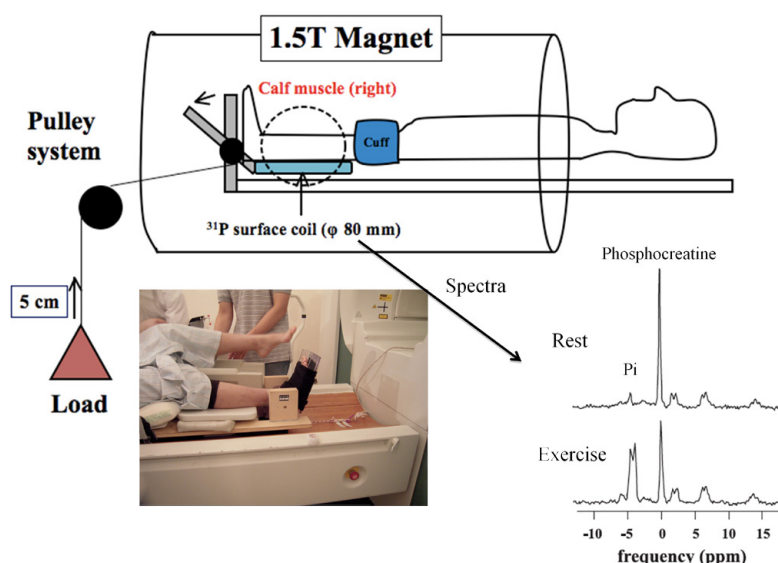 1.5T Magnet
Calf muscle (right)
Pulley
system
Cuff
³¹P surface coil (φ 80 mm)
Phosphocreatine
Spectra
5 cm
Rest
Pi
Load
Exercise
-10 -5 0 5 10 15
frequency (ppm)